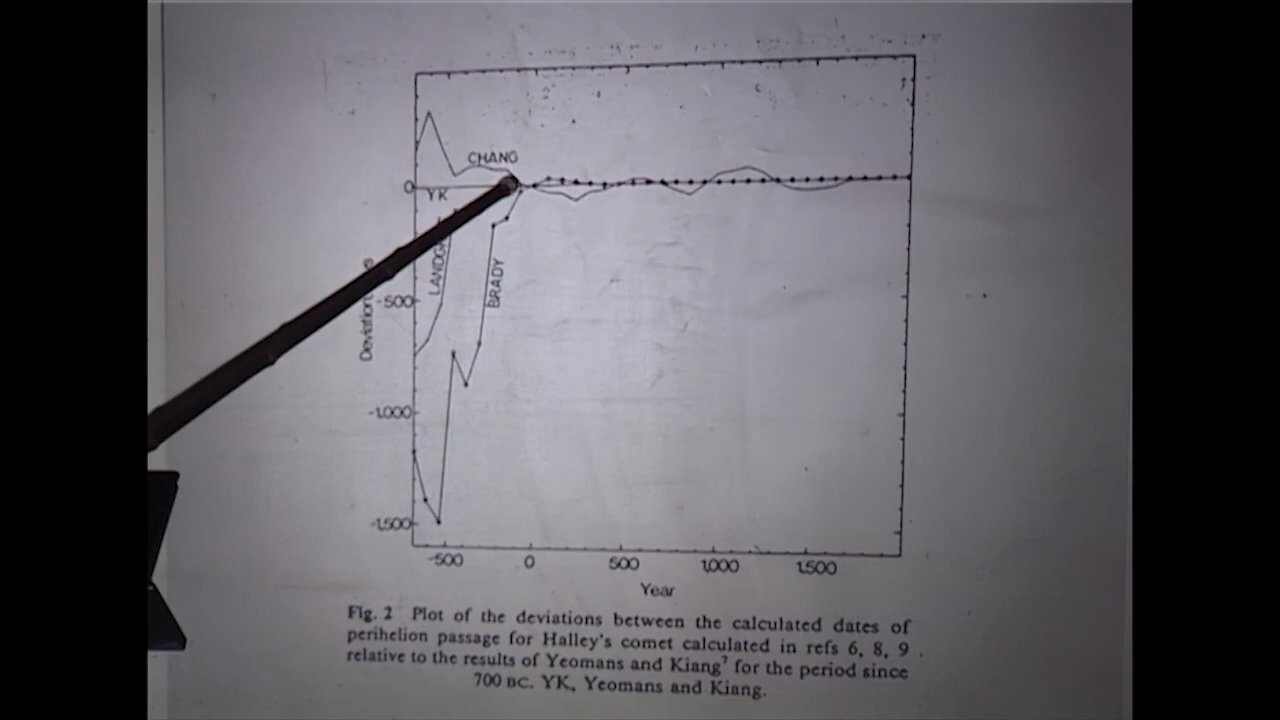 CHANG
0
YK
-500
BRADY
-1,000
-1,500
-500 0 500 1,000 1,500
Year
Fig. 2 Plot of the deviations between the calculated dates of
perihelion passage for Halley's comet calculated in refs 6, 8, 9
relative to the results of Yeomans and Kiang⁷ for the period since
700 BC. YK, Yeomans and Kiang.